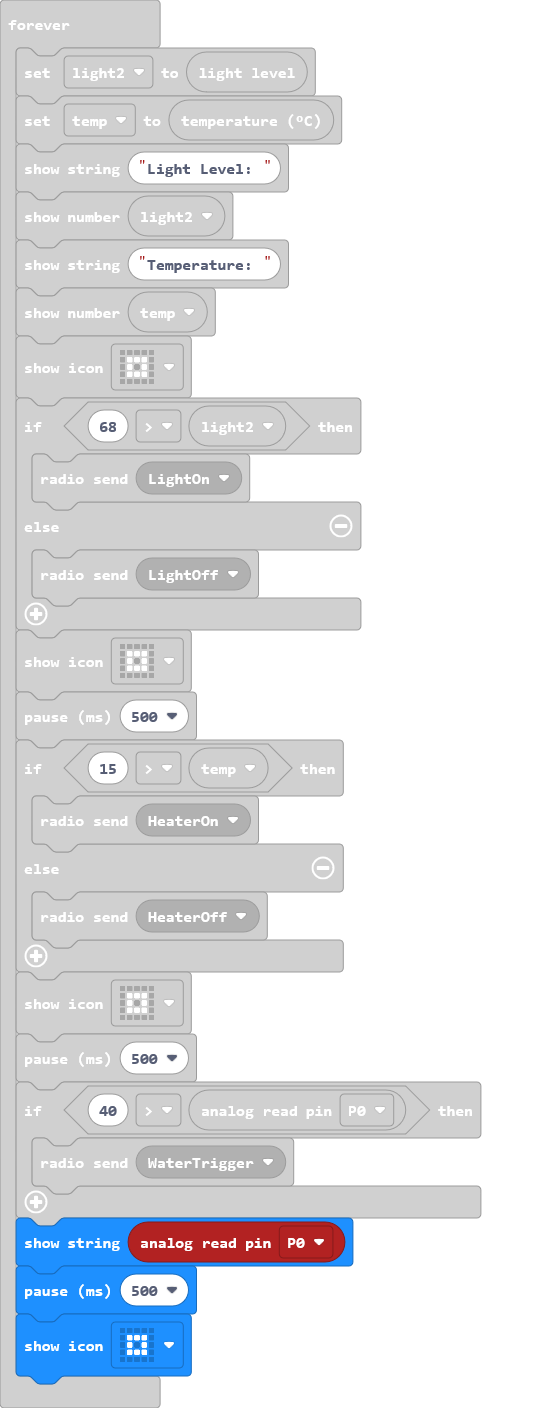 forever
set light2 to light level
set temp to temperature (ºC)
show string "Light Level: "
show number light2
show string "Temperature: "
show number temp
show icon
if 68 > light2 then
radio send LightOn
else
radio send LightOff
show icon
pause (ms) 500
if 15 > temp then
radio send HeaterOn
else
radio send HeaterOff
show icon
pause (ms) 500
if 40 > analog read pin P0 then
radio send WaterTrigger
show string analog read pin P0
pause (ms) 500
show icon